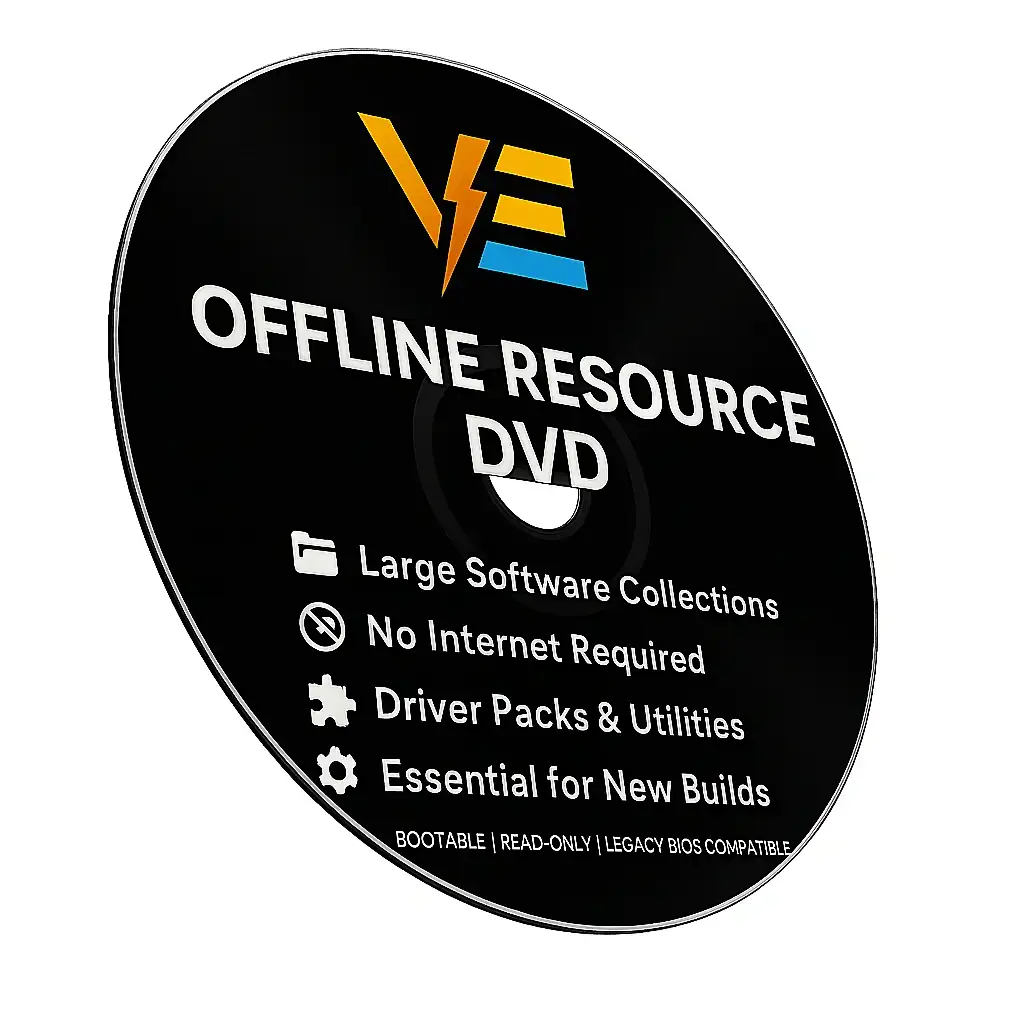 VE
OFFLINE RESOURCE
DVD
Large Software Collections
No Internet Required
Driver Packs & Utilities
Essential for New Builds
BOOTABLE | READ-ONLY | LEGACY BIOS COMPATIBLE